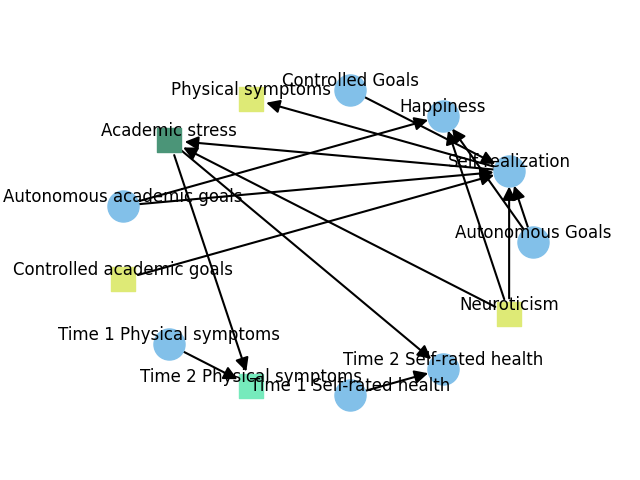 Controlled Goals
Physical symptoms
Happiness
Academic stress
Self-realization
Autonomous academic goals
Autonomous Goals
Controlled academic goals
Neuroticism
Time 1 Physical symptoms
Time 2 Self-rated health
Time 2 Physical symptoms
Time 1 Self-rated health